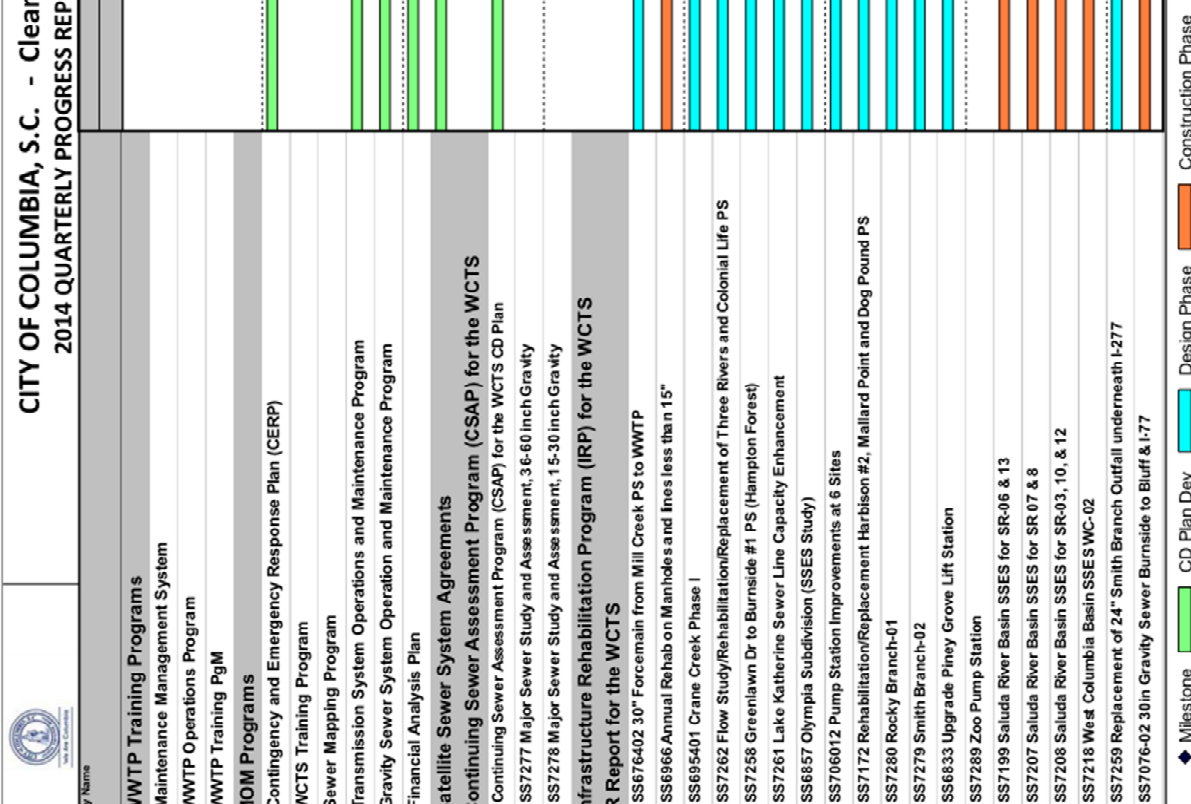 CITY OF COLUMBIA, S.C. - Clean
2014 QUARTERLY PROGRESS REP
We Are Columbia
y Name
WWTP Training Programs
Maintenance Management System
WWTP Operations Program
WWTP Training PgM
MOM Programs
Contingency and Emergency Response Plan (CERP)
WCTS Training Program
Sewer Mapping Program
Transmission System Operations and Maintenance Program
Gravity Sewer System Operation and Maintenance Program
Financial Analysis Plan
atellite Sewer System Agreements
ontinuing Sewer Assessment Program (CSAP) for the WCTS
Continuing Sewer Assessment Program (CSAP) for the WCTS CD Plan
SS7277 Major Sewer Study and Assessment, 36-60 inch Gravity
SS7278 Major Sewer Study and Assessment, 15-30 inch Gravity
nfrastructure Rehabilitation Program (IRP) for the WCTS
R Report for the WCTS
SS676402 30" Forcemain from Mill Creek PS to WWTP
SS6966 Annual Rehab on Manholes and lines less than 15"
SS695401 Crane Creek Phase I
SS7262 Flow Study/Rehabilitation/Replacement of Three Rivers and Colonial Life PS
SS7258 Greenlawn Dr to Burnside #1 PS (Hampton Forest)
SS7261 Lake Katherine Sewer Line Capacity Enhancement
SS6857 Olympia Subdivision (SSES Study)
SS706012 Pump Station Improvements at 6 Sites
SS7172 Rehabilitation/Replacement Harbison #2, Mallard Point and Dog Pound PS
SS7280 Rocky Branch-01
SS7279 Smith Branch-02
SS6833 Upgrade Piney Grove Lift Station
SS7289 Zoo Pump Station
SS7199 Saluda River Basin SSES for SR-06 & 13
SS7207 Saluda River Basin SSES for SR 07 & 8
SS7208 Saluda River Basin SSES for SR-03, 10, & 12
SS7218 West Columbia Basin SSES WC-02
SS7259 Replacement of 24" Smith Branch Outfall underneath I-277
SS7076-02 30in Gravity Sewer Burnside to Bluff & I-77
Milestone CD Plan Dev Design Phase Construction Phase